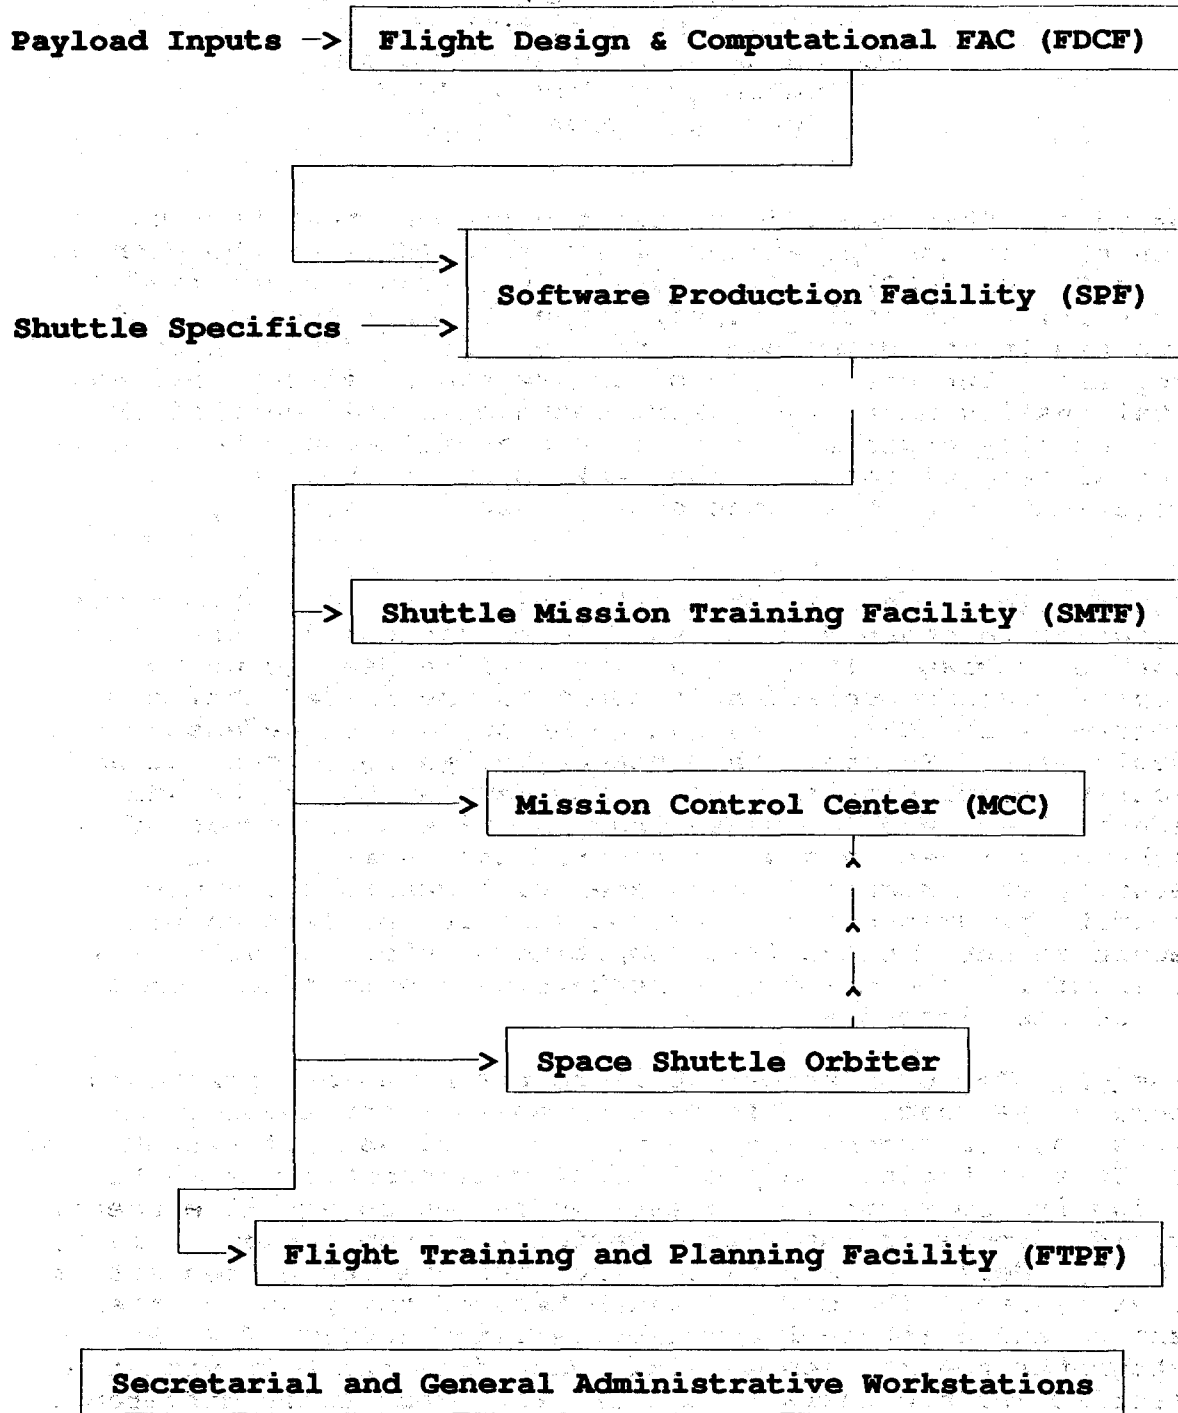 Payload Inputs -> Flight Design & Computational FAC (FDCF)
Software Production Facility (SPF)
Shuttle Specifics
Shuttle Mission Training Facility (SMTF)
Mission Control Center (MCC)
Space Shuttle Orbiter
Flight Training and Planning Facility (FTPF)
Secretarial and General Administrative Workstations